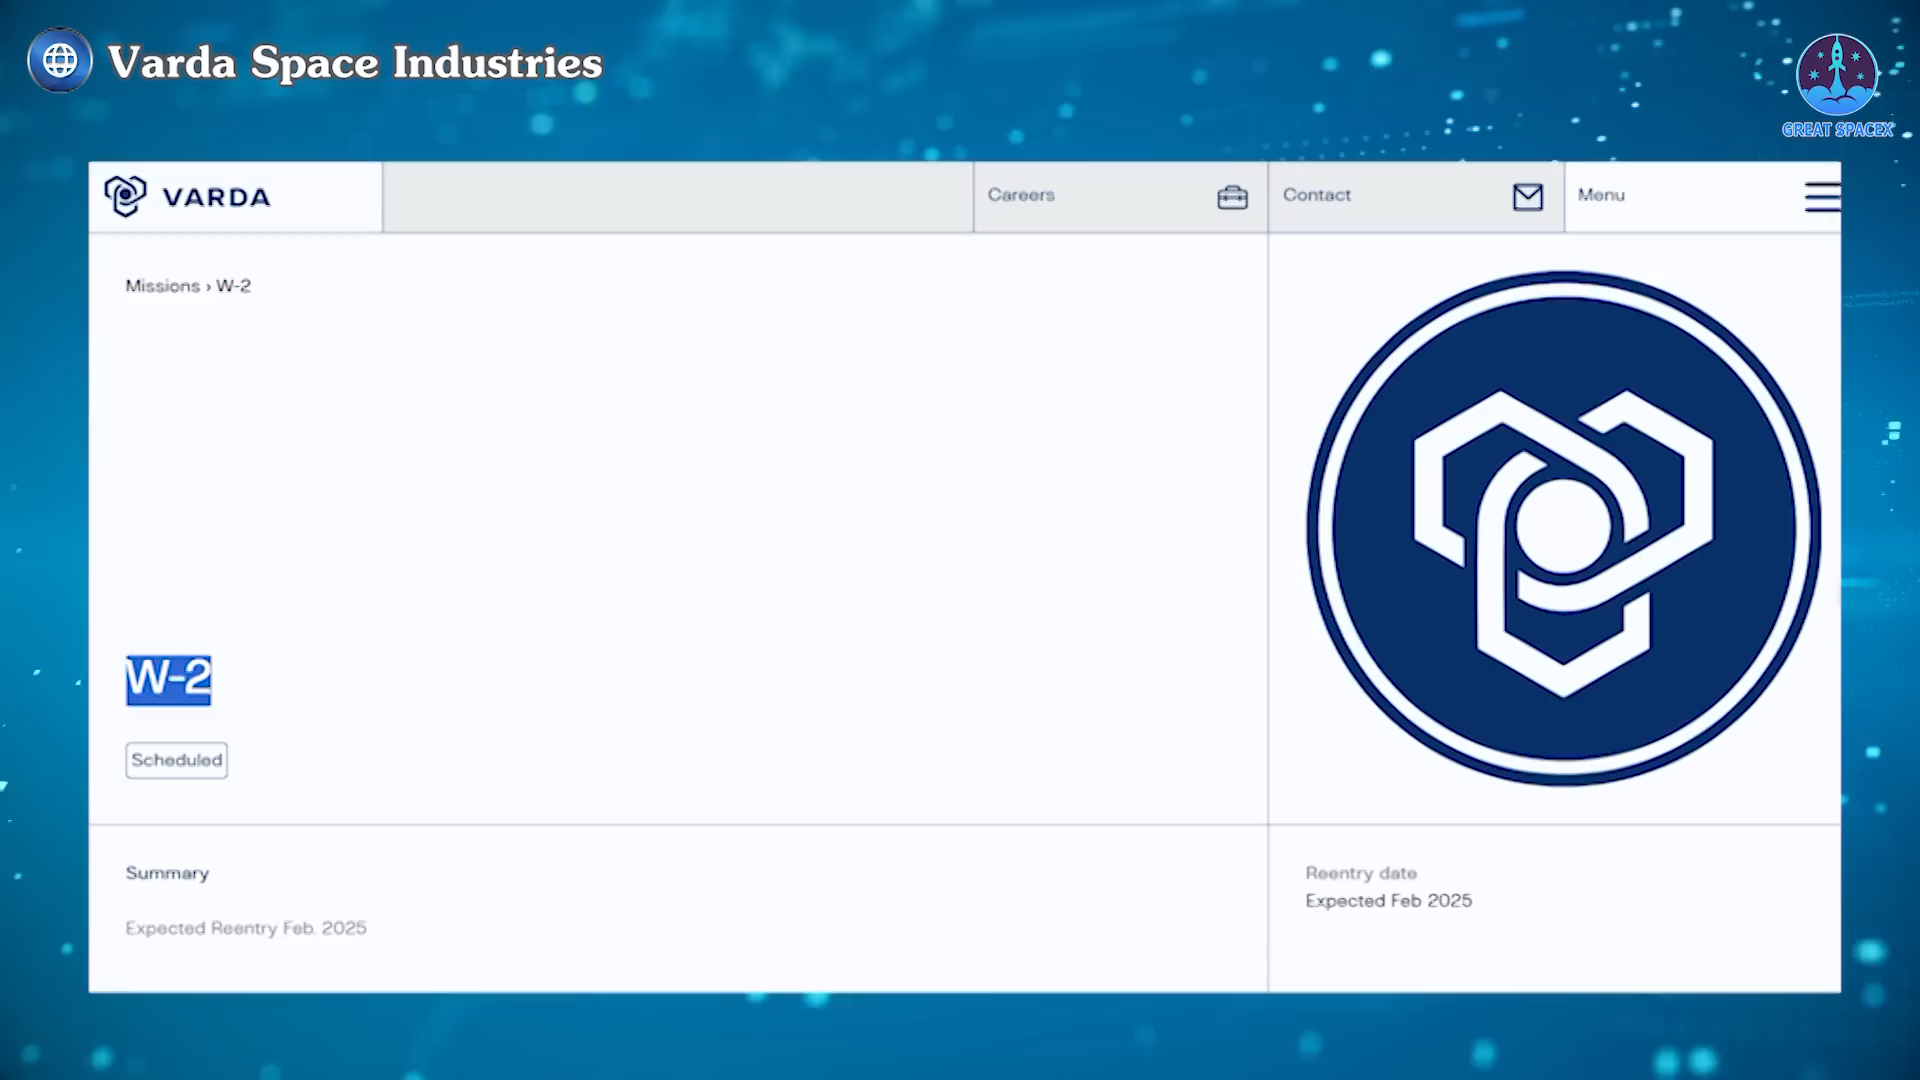 Varda Space Industries
GREAT SPACEX
VARDA
Careers
Contact
Menu
Missions › W-2
W-2
Scheduled
Summary
Expected Reentry Feb. 2025
Reentry date
Expected Feb 2025